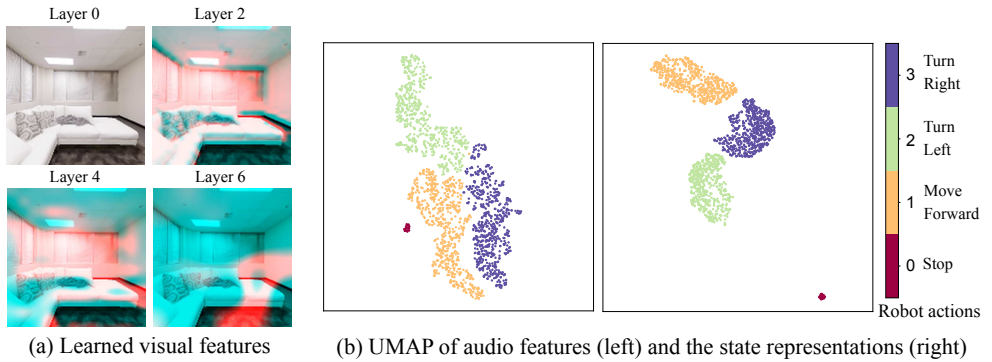 Layer 0
Layer 2
Layer 4
Layer 6
(a) Learned visual features
3 Turn Right
2 Turn Left
1 Move Forward
0 Stop
Robot actions
(b) UMAP of audio features (left) and the state representations (right)